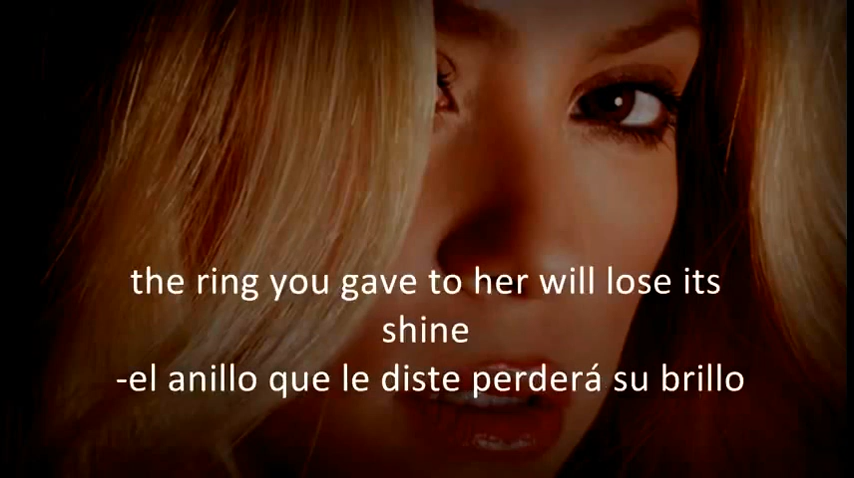 the ring you gave to her will lose its
shine
-el anillo que le diste perderá su brillo